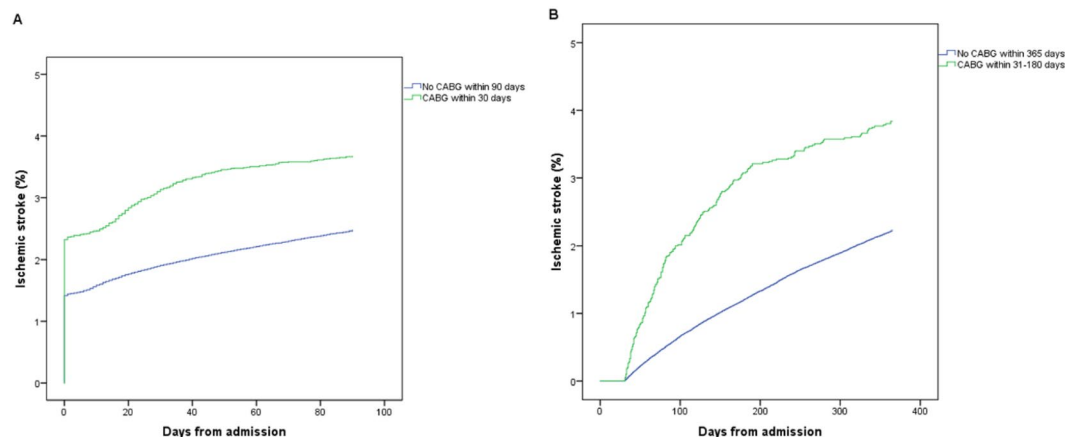 A
No CABG within 90 days
CABG within 30 days
Ischemic stroke (%)
5
4
3
2
1
0
0 20 40 60 80 100
Days from admission
B
No CABG within 365 days
CABG within 31-180 days
Ischemic stroke (%)
5
4
3
2
1
0
0 100 200 300 400
Days from admission